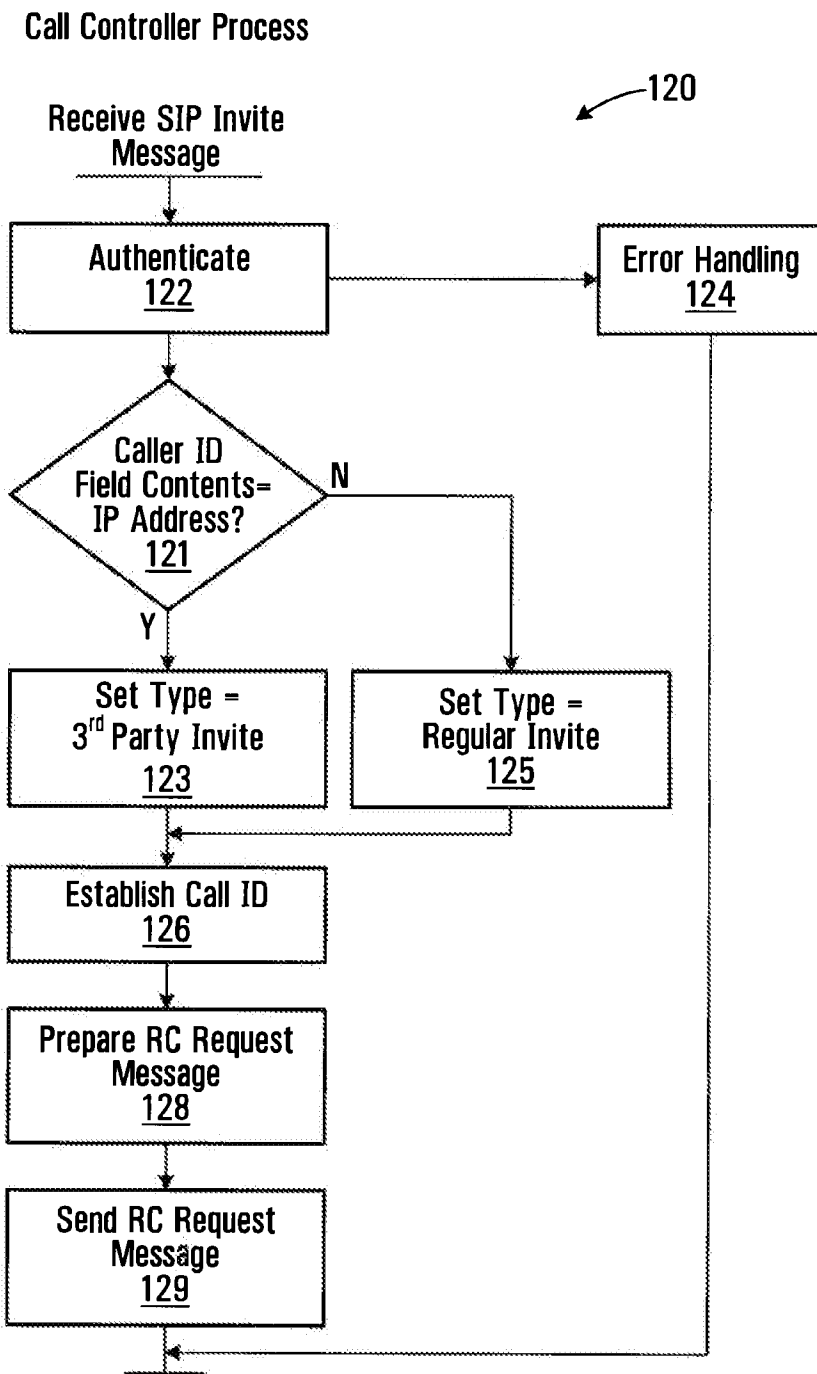 Call Controller Process
120
Receive SIP Invite
Message
Authenticate
122
Error Handling
124
Caller ID
Field Contents=
IP Address?
121
N
Y
Set Type =
3rd Party Invite
123
Set Type =
Regular Invite
125
Establish Call ID
126
Prepare RC Request
Message
128
Send RC Request
Message
129